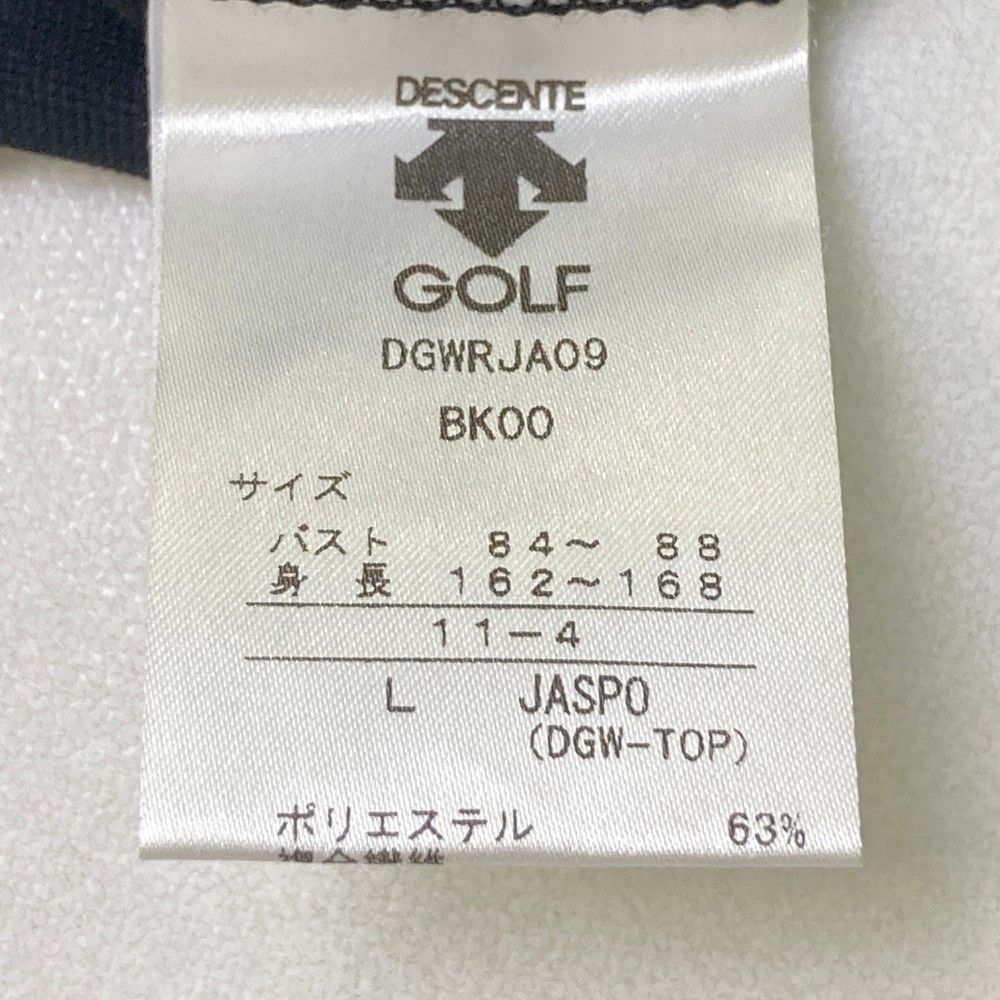 DESCENTE
GOLF
DGWRJA09
BK00
サイズ
バスト 84〜 88
身長 162〜168
11-4
L JASPO
(DGW-TOP)
ポリエステル 63%